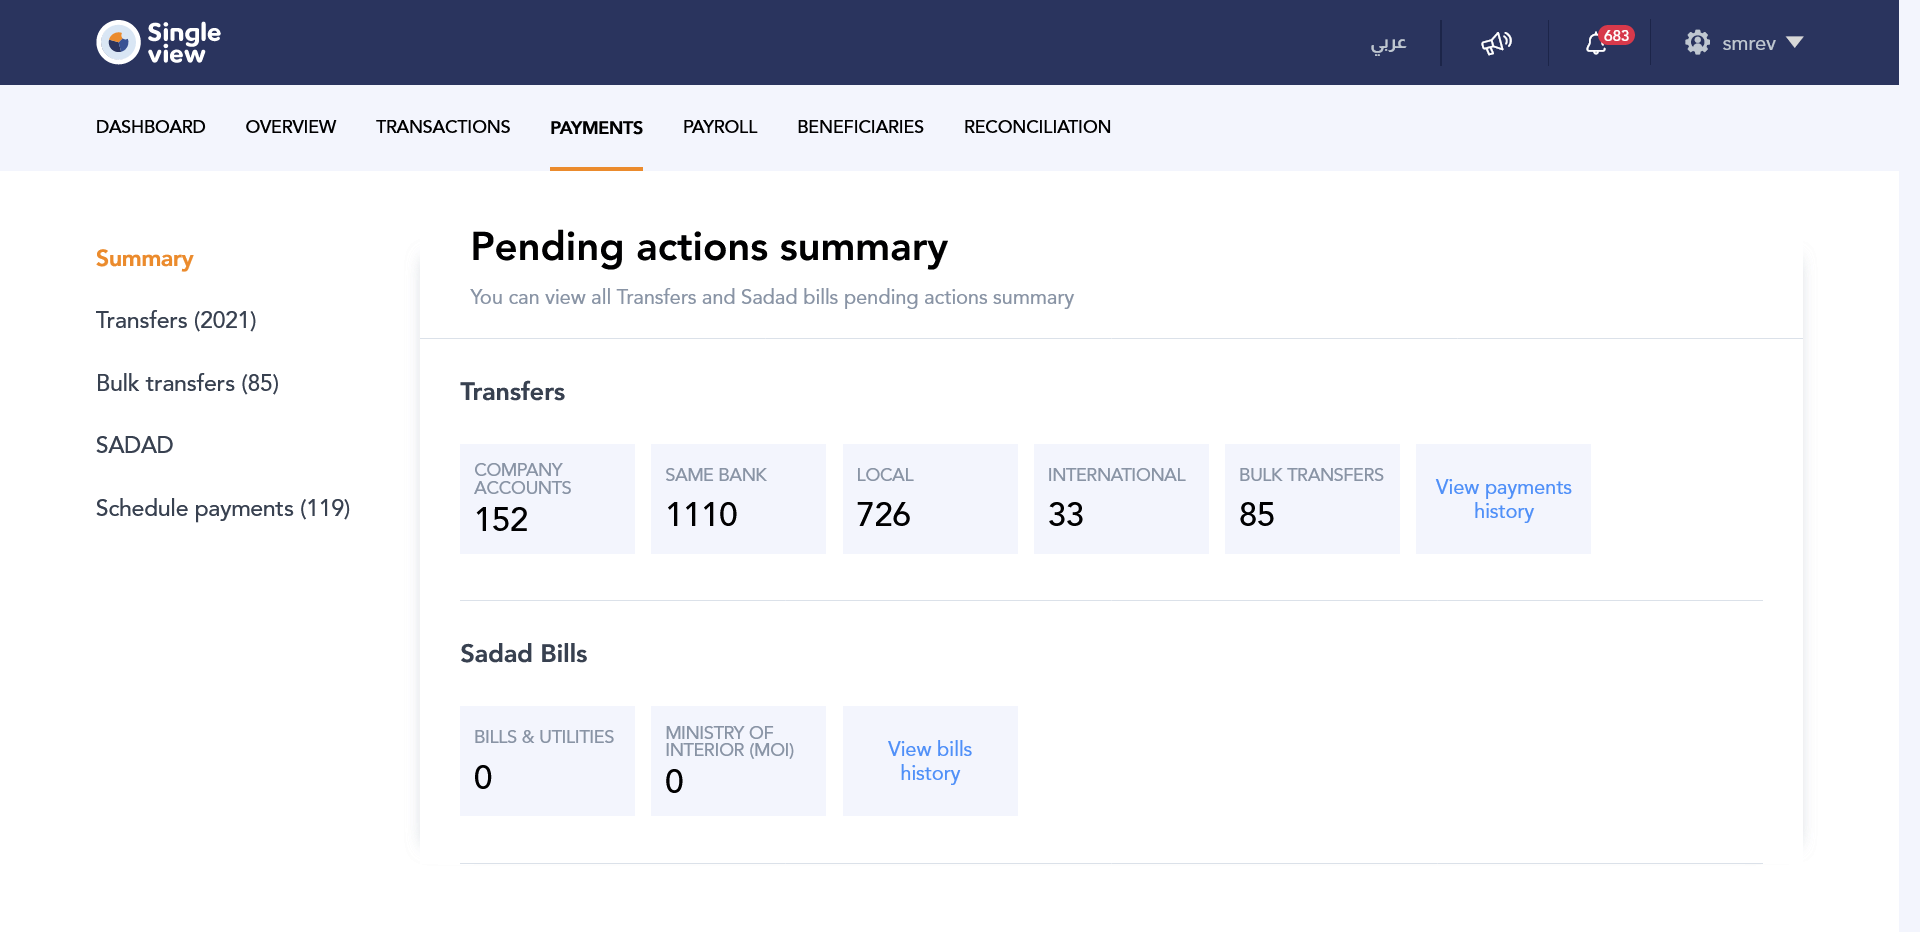 Single
view
عربي
683
smrev
DASHBOARD
OVERVIEW
TRANSACTIONS
PAYMENTS
PAYROLL
BENEFICIARIES
RECONCILIATION
Summary
Transfers (2021)
Bulk transfers (85)
SADAD
Schedule payments (119)
Pending actions summary
You can view all Transfers and Sadad bills pending actions summary
Transfers
COMPANY
ACCOUNTS
152
SAME BANK
1110
LOCAL
726
INTERNATIONAL
33
BULK TRANSFERS
85
View payments
history
Sadad Bills
BILLS & UTILITIES
0
MINISTRY OF
INTERIOR (MOI)
0
View bills
history